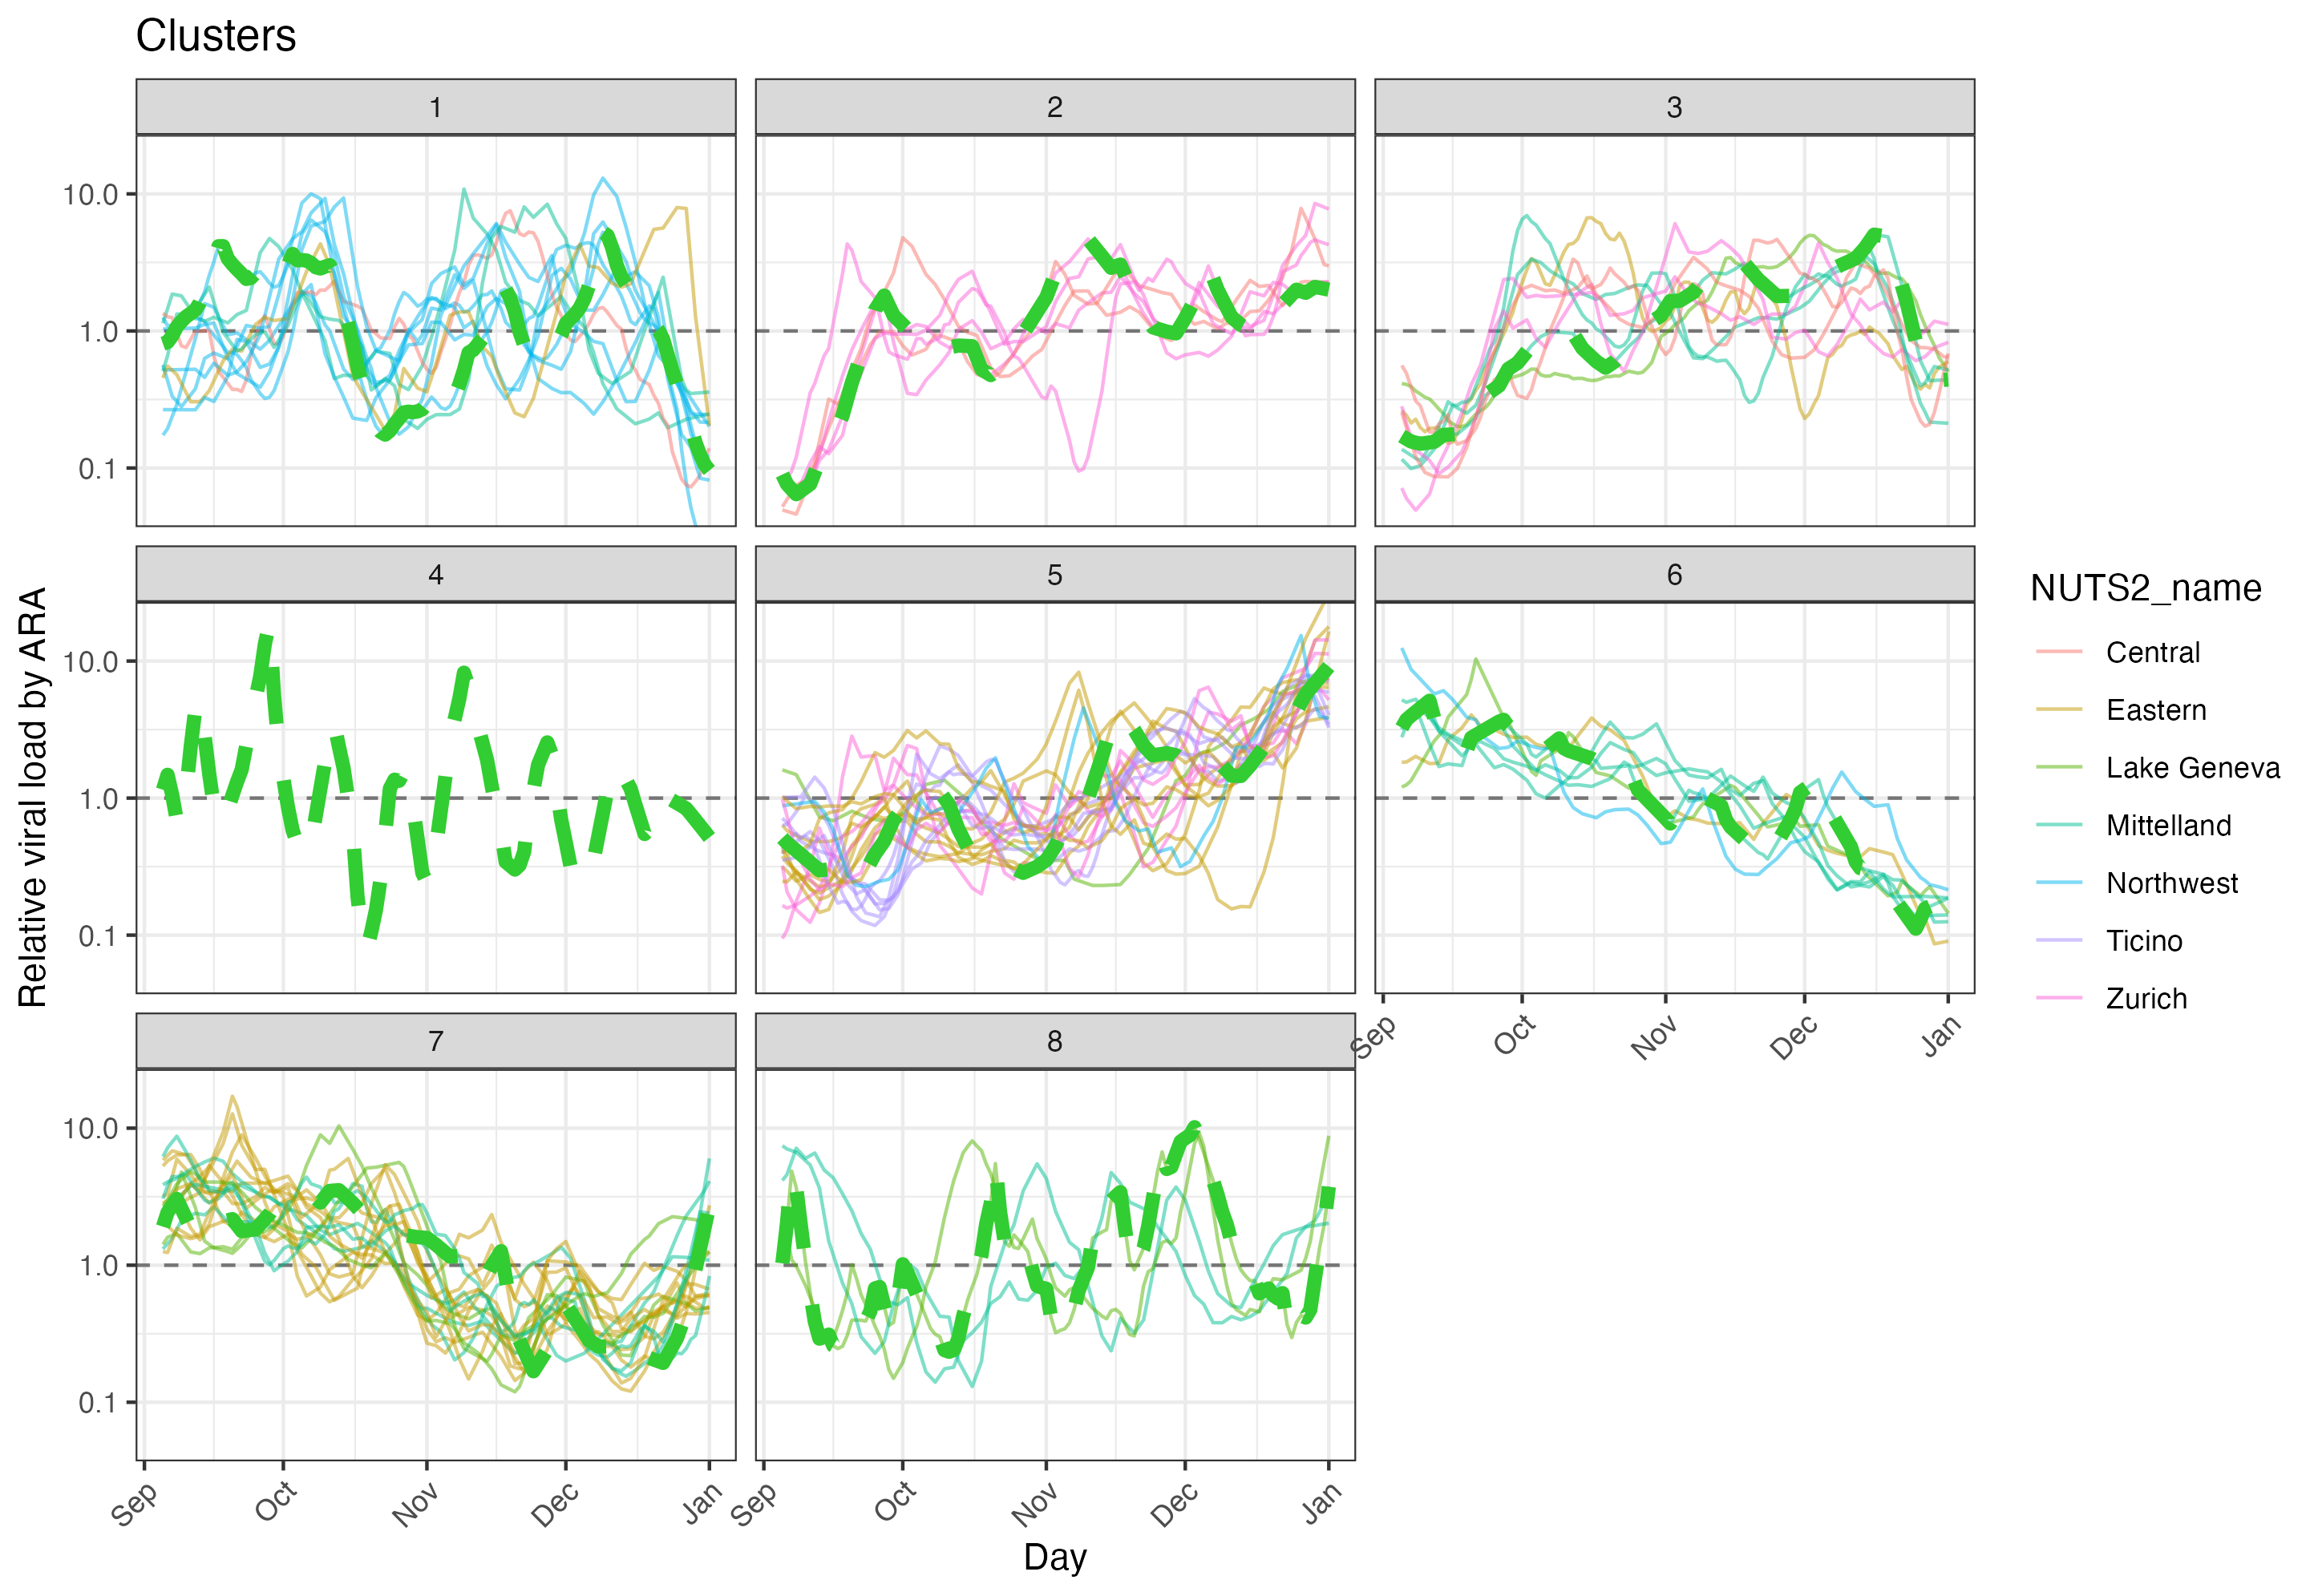 Clusters
1
2
3
10.0
1.0
0.1
4
5
6
10.0
1.0
0.1
Sep
Oct
Nov
Dec
Jan
7
8
10.0
1.0
0.1
Sep
Oct
Nov
Dec
Jan
Sep
Oct
Nov
Dec
Jan
Day
Relative viral load by ARA
NUTS2_name
Central
Eastern
Lake Geneva
Mittelland
Northwest
Ticino
Zurich